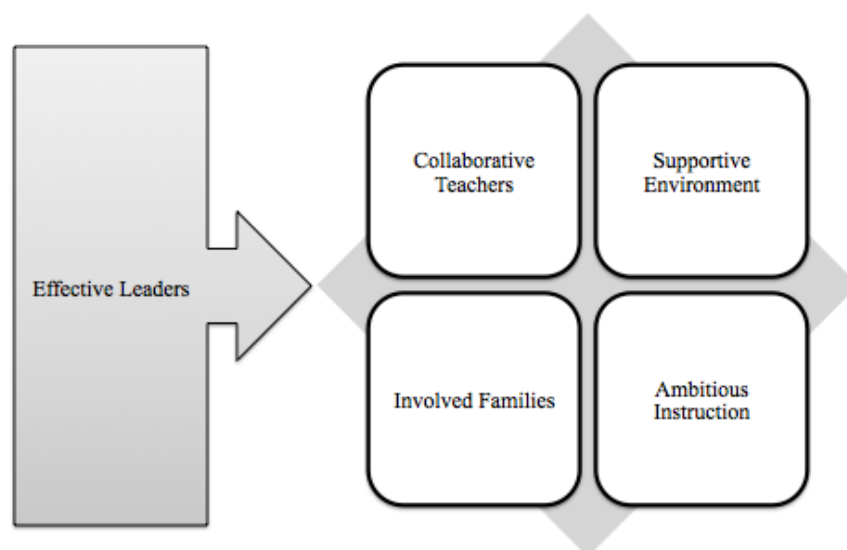 Effective Leaders
Collaborative
Teachers
Supportive
Environment
Involved Families
Ambitious
Instruction